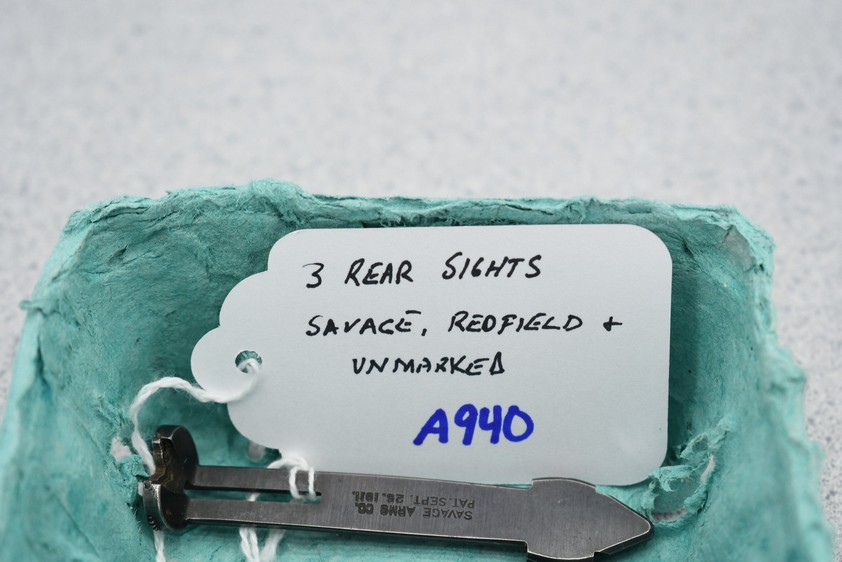 3 REAR SIGHTS
SAVAGE, REDFIELD +
UNMARKED
A940
SAVAGE ARMS CO.
PAT. SEPT. 26. 1911.